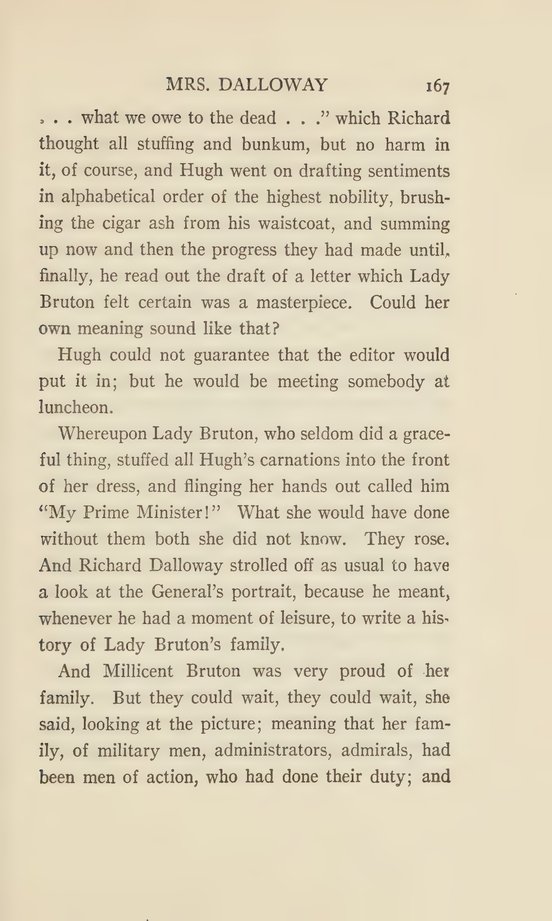 MRS. DALLOWAY 167
. . . what we owe to the dead . . ." which Richard
thought all stuffing and bunkum, but no harm in
it, of course, and Hugh went on drafting sentiments
in alphabetical order of the highest nobility, brush-
ing the cigar ash from his waistcoat, and summing
up now and then the progress they had made until,
finally, he read out the draft of a letter which Lady
Bruton felt certain was a masterpiece. Could her
own meaning sound like that?
Hugh could not guarantee that the editor would
put it in; but he would be meeting somebody at
luncheon.
Whereupon Lady Bruton, who seldom did a grace-
ful thing, stuffed all Hugh's carnations into the front
of her dress, and flinging her hands out called him
"My Prime Minister!" What she would have done
without them both she did not know. They rose.
And Richard Dalloway strolled off as usual to have
a look at the General's portrait, because he meant,
whenever he had a moment of leisure, to write a his-
tory of Lady Bruton's family.
And Millicent Bruton was very proud of her
family. But they could wait, they could wait, she
said, looking at the picture; meaning that her fam-
ily, of military men, administrators, admirals, had
been men of action, who had done their duty; and